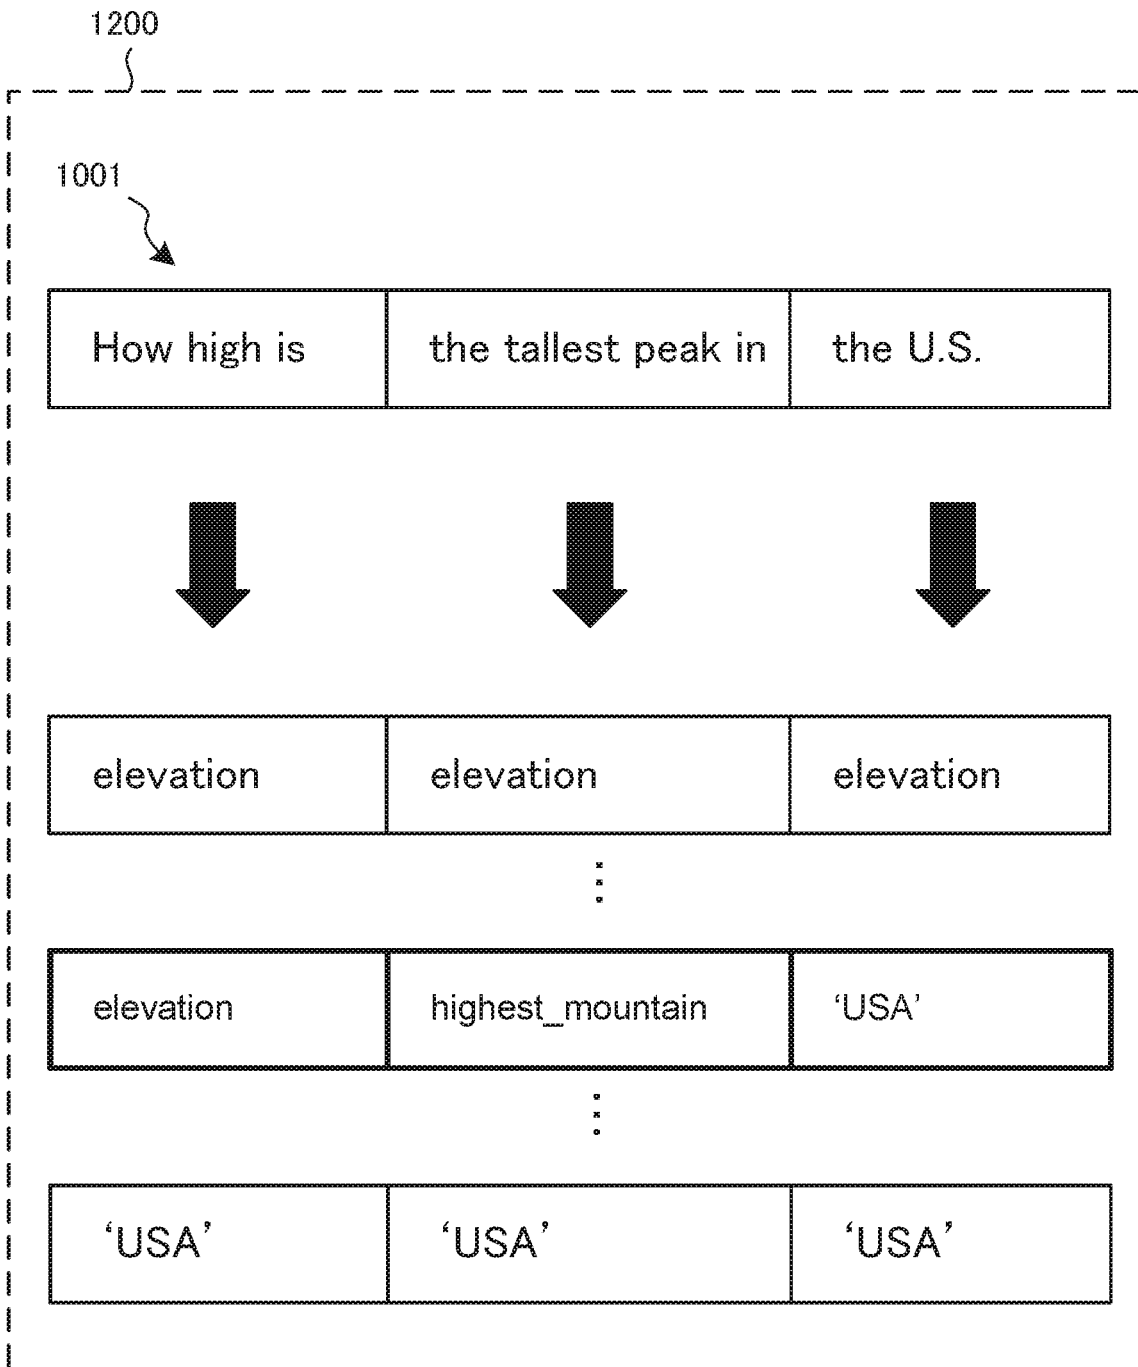 1200
1001
How high is the tallest peak in the U.S.
elevation elevation elevation
elevation highest_mountain ‘USA’
‘USA’ ‘USA’ ‘USA’